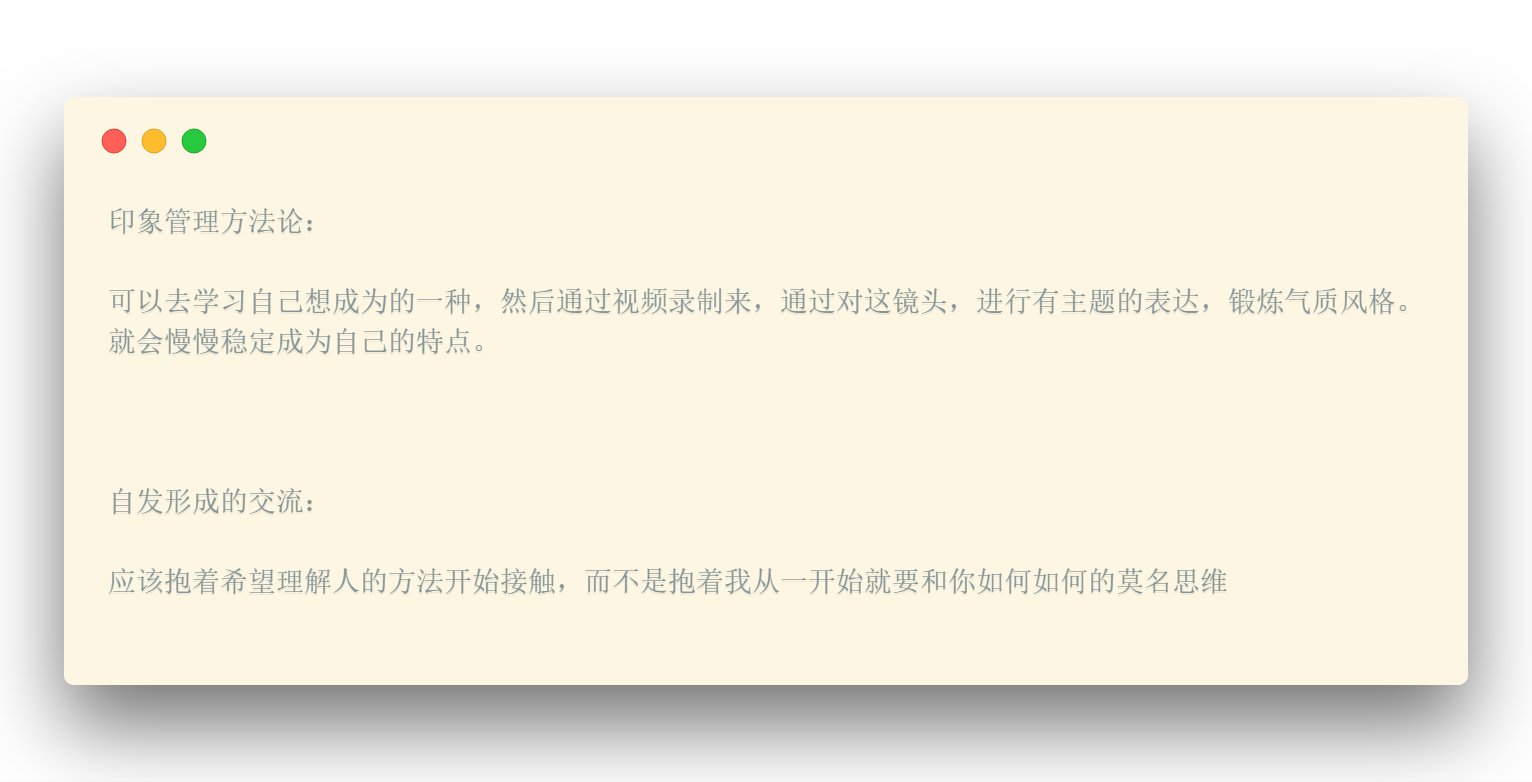 印象管理方法论：
可以去学习自己想成为的一种，然后通过视频录制来，通过对这镜头，进行有主题的表达，锻炼气质风格。
就会慢慢稳定成为自己的特点。
自发形成的交流：
应该抱着希望理解人的方法开始接触，而不是抱着我从一开始就要和你如何如何的莫名思维